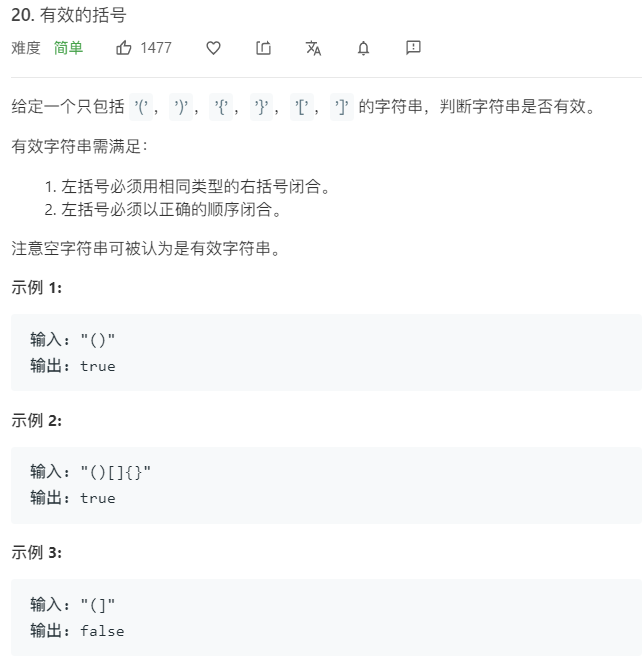 20. 有效的括号
难度 简单 1477
给定一个只包括 '(' ，')' ，'{' ，'}' ，'[' ，']' 的字符串，判断字符串是否有效。
有效字符串需满足：
1. 左括号必须用相同类型的右括号闭合。
2. 左括号必须以正确的顺序闭合。
注意空字符串可被认为是有效字符串。
示例 1:
输入: "()"
输出: true
示例 2:
输入: "()[]{}"
输出: true
示例 3:
输入: "(]"
输出: false